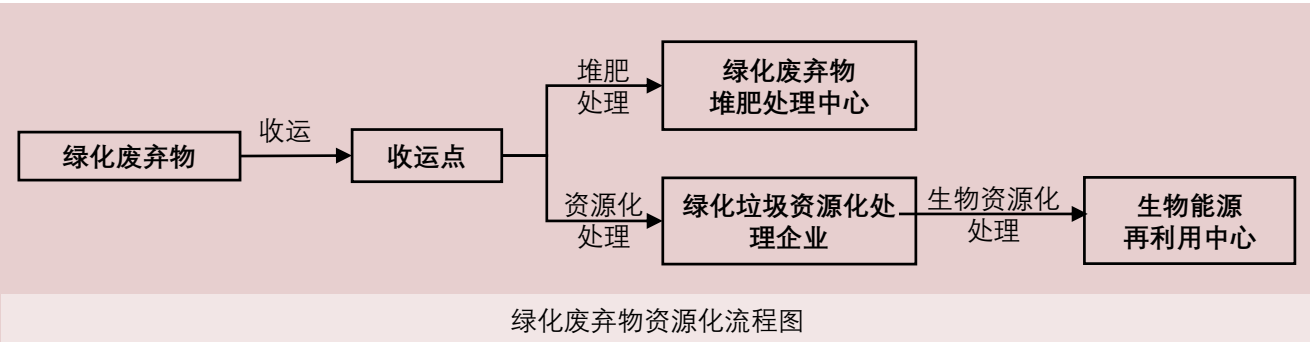 绿化废弃物
收运
收运点
堆肥
处理
绿化废弃物
堆肥处理中心
资源化
处理
绿化垃圾资源化处
理企业
生物资源化
处理
生物能源
再利用中心
绿化废弃物资源化流程图